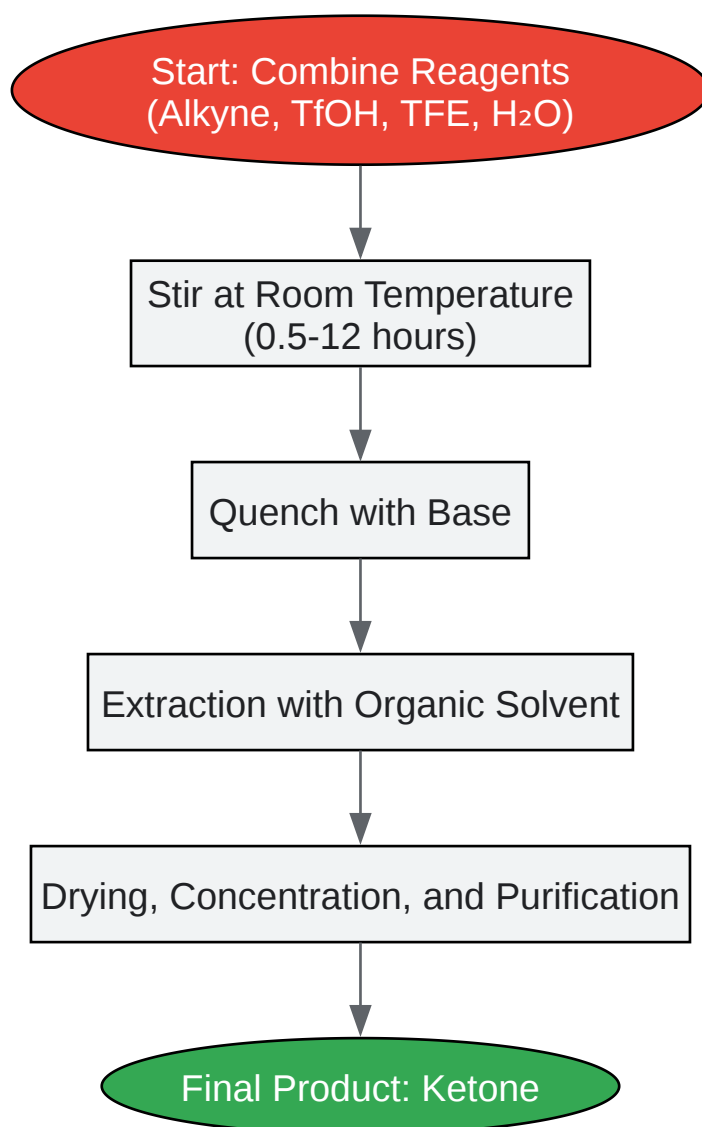 Start: Combine Reagents
(Alkyne, TfOH, TFE, H₂O)
Stir at Room Temperature
(0.5-12 hours)
Quench with Base
Extraction with Organic Solvent
Drying, Concentration, and Purification
Final Product: Ketone